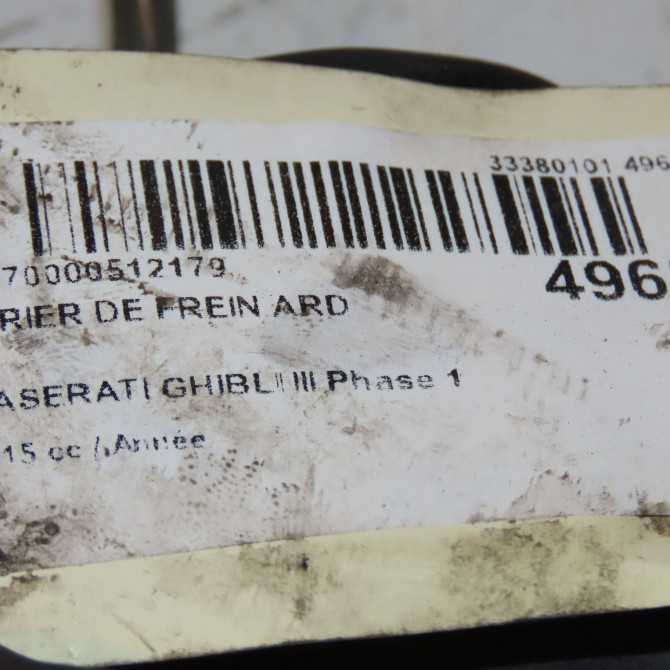 33380101 496
70000512179
496
RIER DE FREIN ARD
ASERATI GHIBLI III Phase 1
15 cc / Année